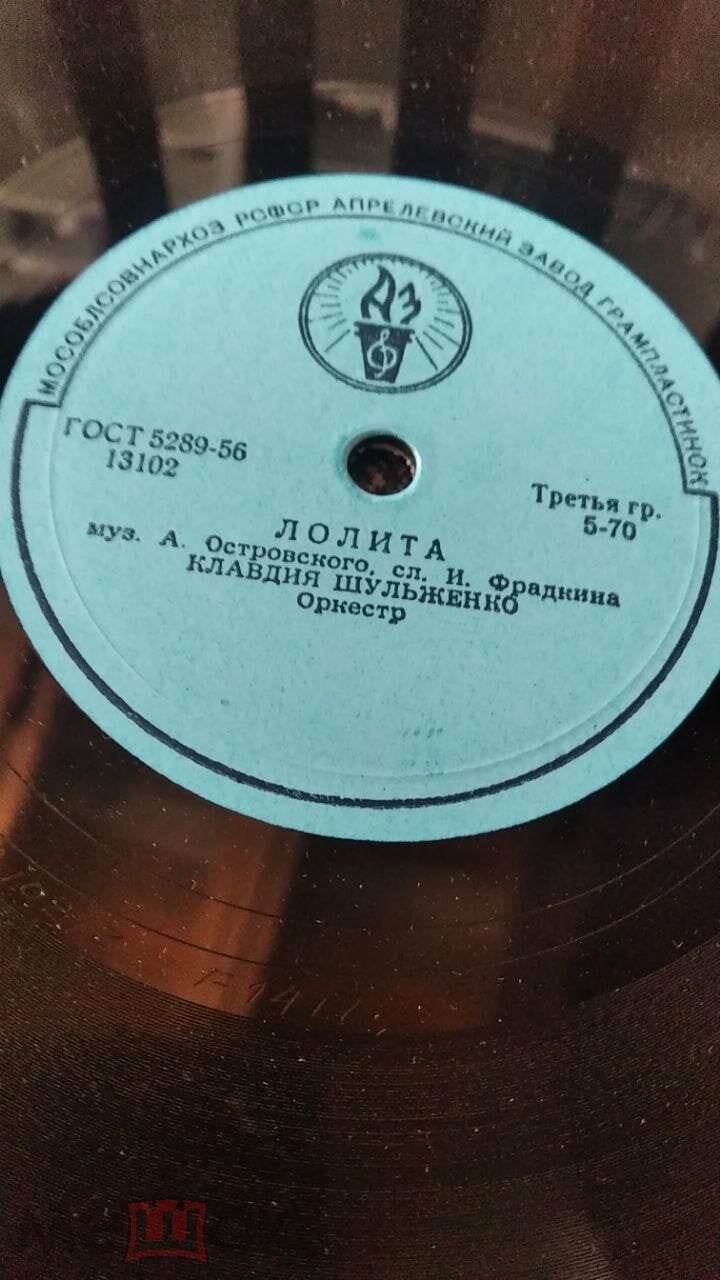 МОСОБЛСОВНАРХОЗ РСФСР АПРЕЛЕВСКИЙ ЗАВОД ГРАМПЛАСТИНОК
АЗ
ГОСТ 5289-56
13102
Третья гр.
5-70
ЛОЛИТА
муз. А. Островского, сл. И. Фрадкина
КЛАВДИЯ ШУЛЬЖЕНКО
Оркестр